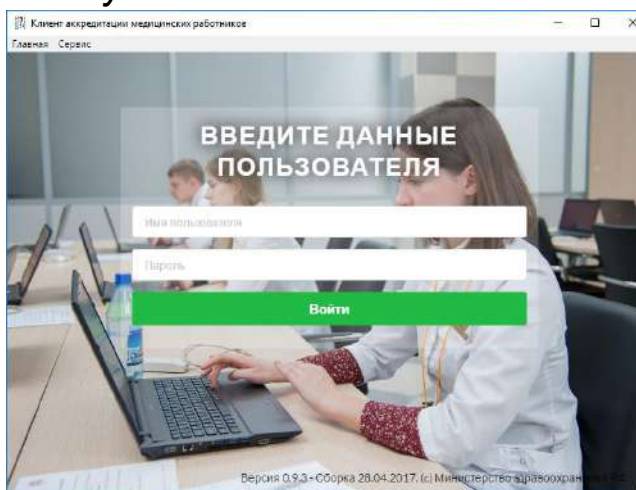 Клиент аккредитации медицинских работников
Главная Сервис
ВВЕДИТЕ ДАННЫЕ
ПОЛЬЗОВАТЕЛЯ
Имя пользователя
Пароль
Войти
Версия 0.9.3 - Сборка 28.04.2017. (c) Министерство здравоохранения РФ